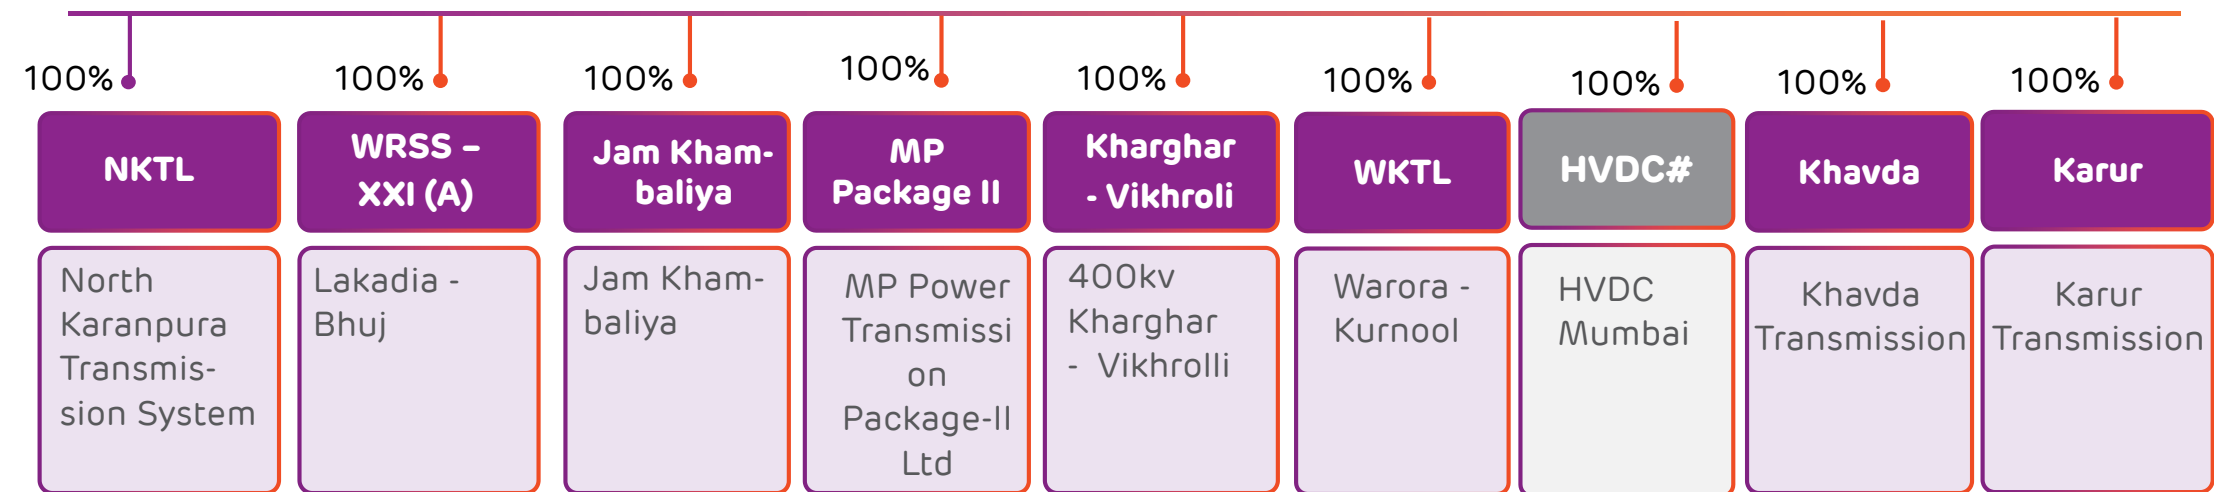 100%
100%
100%
100%
100%
100%
100%
100%
100%
NKTL
WRSS –
XXI (A)
Jam Kham-
baliya
MP
Package II
Kharghar
- Vikhroli
WKTL
HVDC#
Khavda
Karur
North
Karanpura
Transmis-
sion System
Lakadia -
Bhuj
Jam Kham-
baliya
MP Power
Transmissi
on
Package-II
Ltd
400kv
Kharghar
- Vikhrolli
Warora -
Kurnool
HVDC
Mumbai
Khavda
Transmission
Karur
Transmission